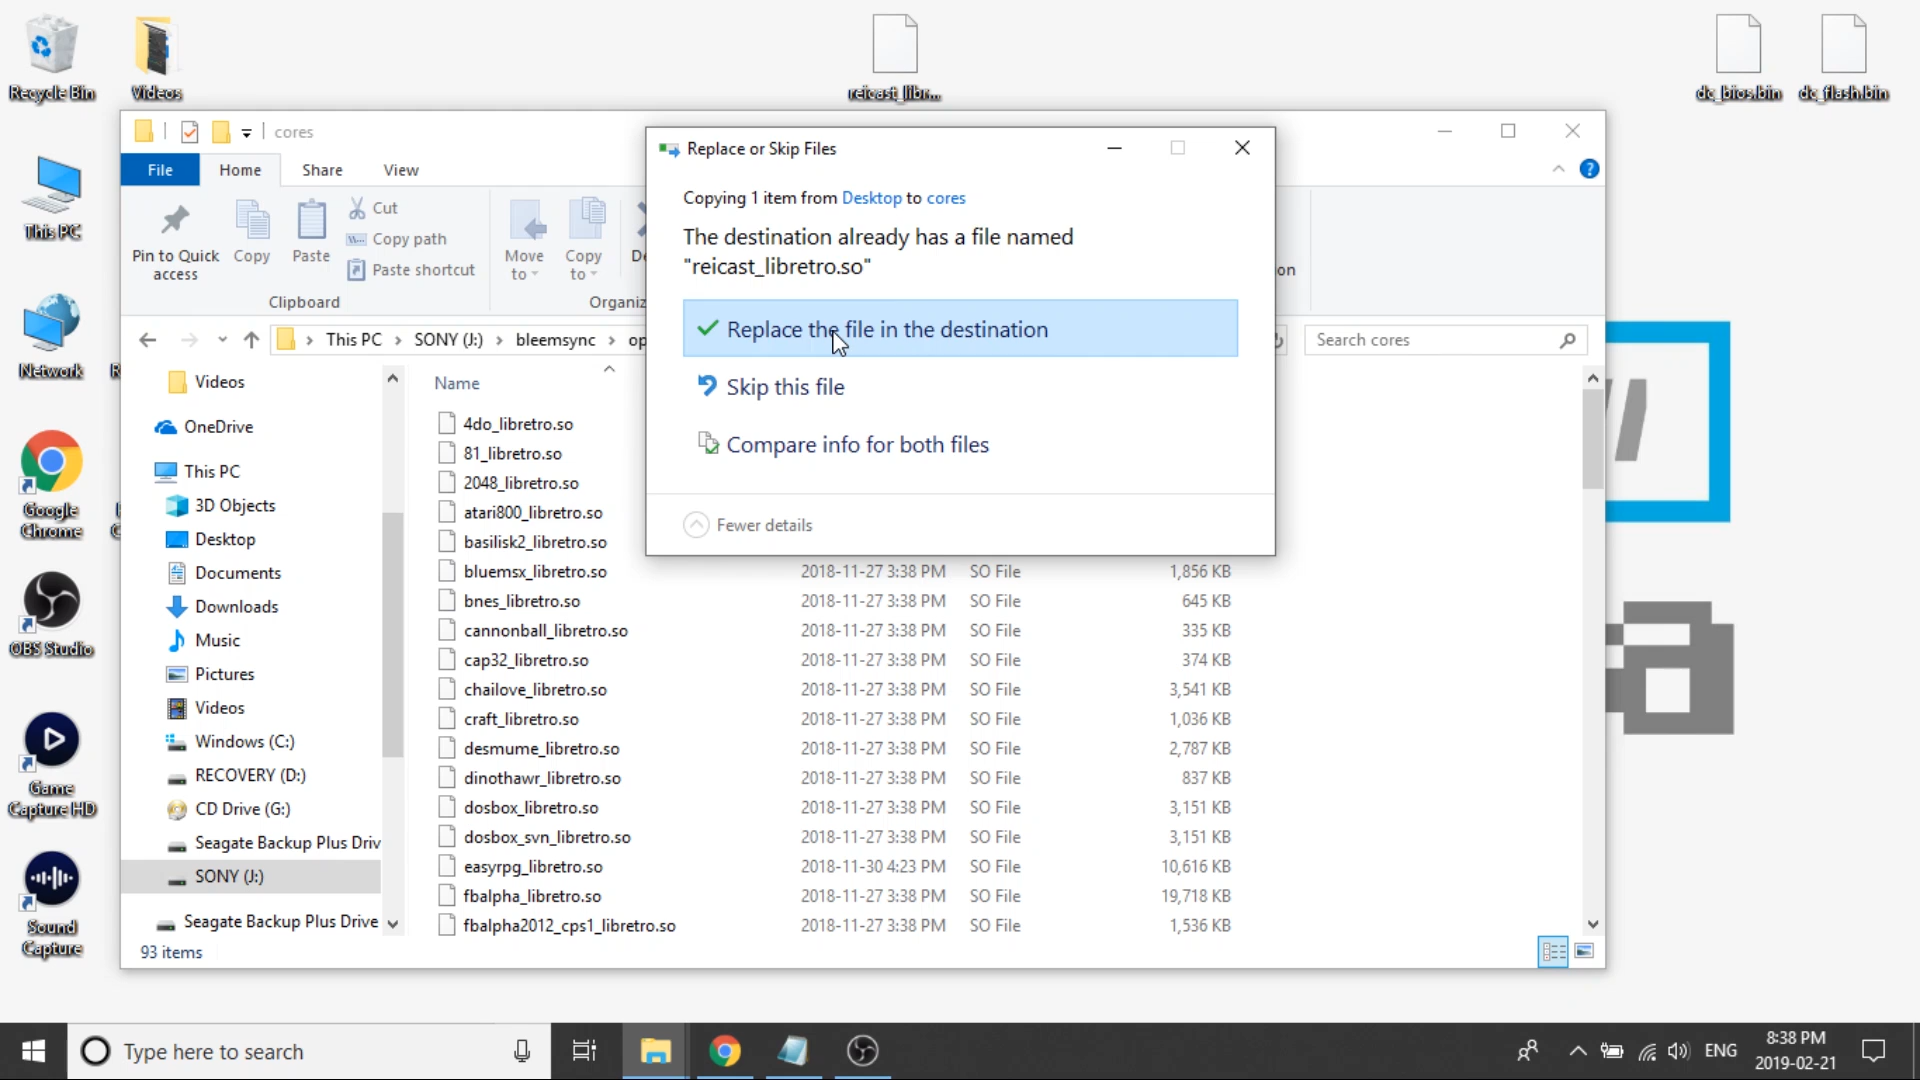 Recycle Bin
Videos
reicast_libr...
dc_bios.bin
dc_flash.bin
This PC
Network
Google
Chrome
OBS Studio
Game
Capture HD
Sound
Capture
cores
File
Home
Share
View
Pin to Quick
access
Copy
Paste
Cut
Copy path
Paste shortcut
Clipboard
Move
to
Copy
to
De
Organiz
on
This PC
SONY (J:)
bleemsync
op
Search cores
Replace or Skip Files
Copying 1 item from Desktop to cores
The destination already has a file named
"reicast_libretro.so"
Replace the file in the destination
Skip this file
Compare info for both files
Fewer details
Videos
OneDrive
This PC
3D Objects
Desktop
Documents
Downloads
Music
Pictures
Videos
Windows (C:)
RECOVERY (D:)
CD Drive (G:)
Seagate Backup Plus Driv
SONY (J:)
Seagate Backup Plus Drive
Name
4do_libretro.so
81_libretro.so
2048_libretro.so
atari800_libretro.so
basilisk2_libretro.so
bluemsx_libretro.so 2018-11-27 3:38 PM SO File 1,856 KB
bnes_libretro.so 2018-11-27 3:38 PM SO File 645 KB
cannonball_libretro.so 2018-11-27 3:38 PM SO File 335 KB
cap32_libretro.so 2018-11-27 3:38 PM SO File 374 KB
chailove_libretro.so 2018-11-27 3:38 PM SO File 3,541 KB
craft_libretro.so 2018-11-27 3:38 PM SO File 1,036 KB
desmume_libretro.so 2018-11-27 3:38 PM SO File 2,787 KB
dinothawr_libretro.so 2018-11-27 3:38 PM SO File 837 KB
dosbox_libretro.so 2018-11-27 3:38 PM SO File 3,151 KB
dosbox_svn_libretro.so 2018-11-27 3:38 PM SO File 3,151 KB
easyrpg_libretro.so 2018-11-30 4:23 PM SO File 10,616 KB
fbalpha_libretro.so 2018-11-27 3:38 PM SO File 19,718 KB
fbalpha2012_cps1_libretro.so 2018-11-27 3:38 PM SO File 1,536 KB
93 items
Type here to search
ENG
8:38 PM
2019-02-21